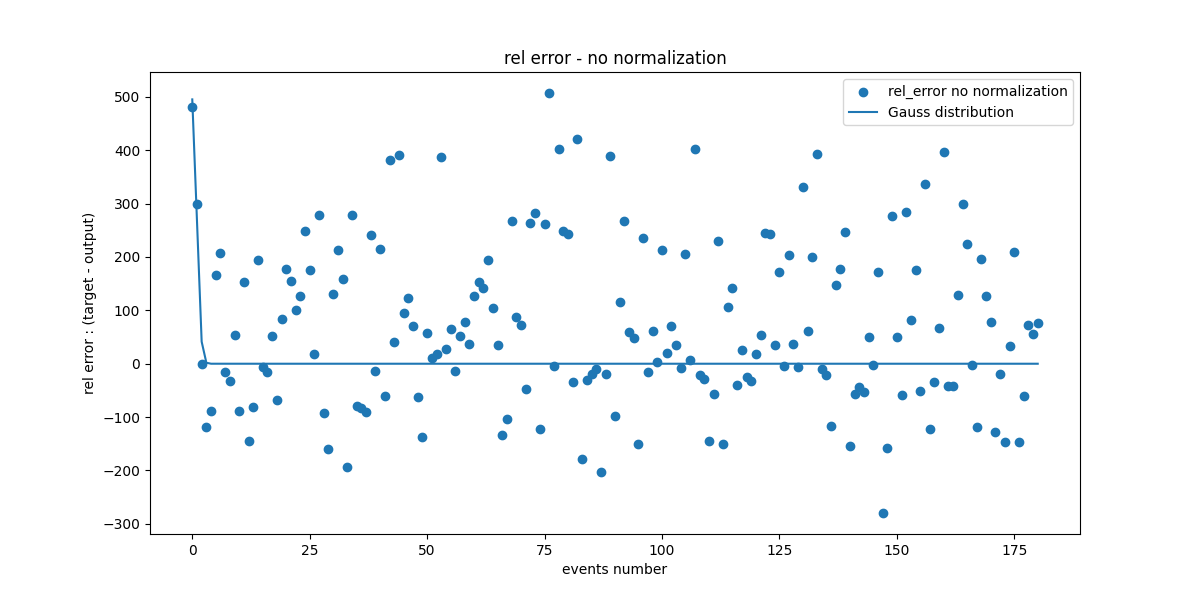 rel error - no normalization
rel_error no normalization
Gauss distribution
rel error : (target - output)
500
400
300
200
100
0
−100
−200
−300
0 25 50 75 100 125 150 175
events number